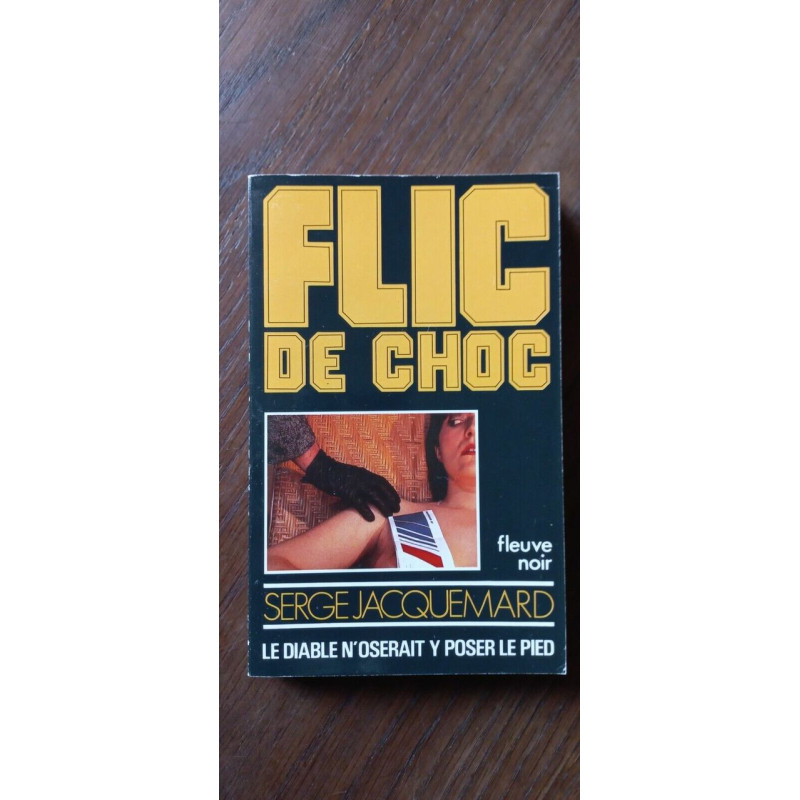 FLIC
DE CHOC
fleuve
noir
SERGE JACQUEMARD
LE DIABLE N'OSERAIT Y POSER LE PIED